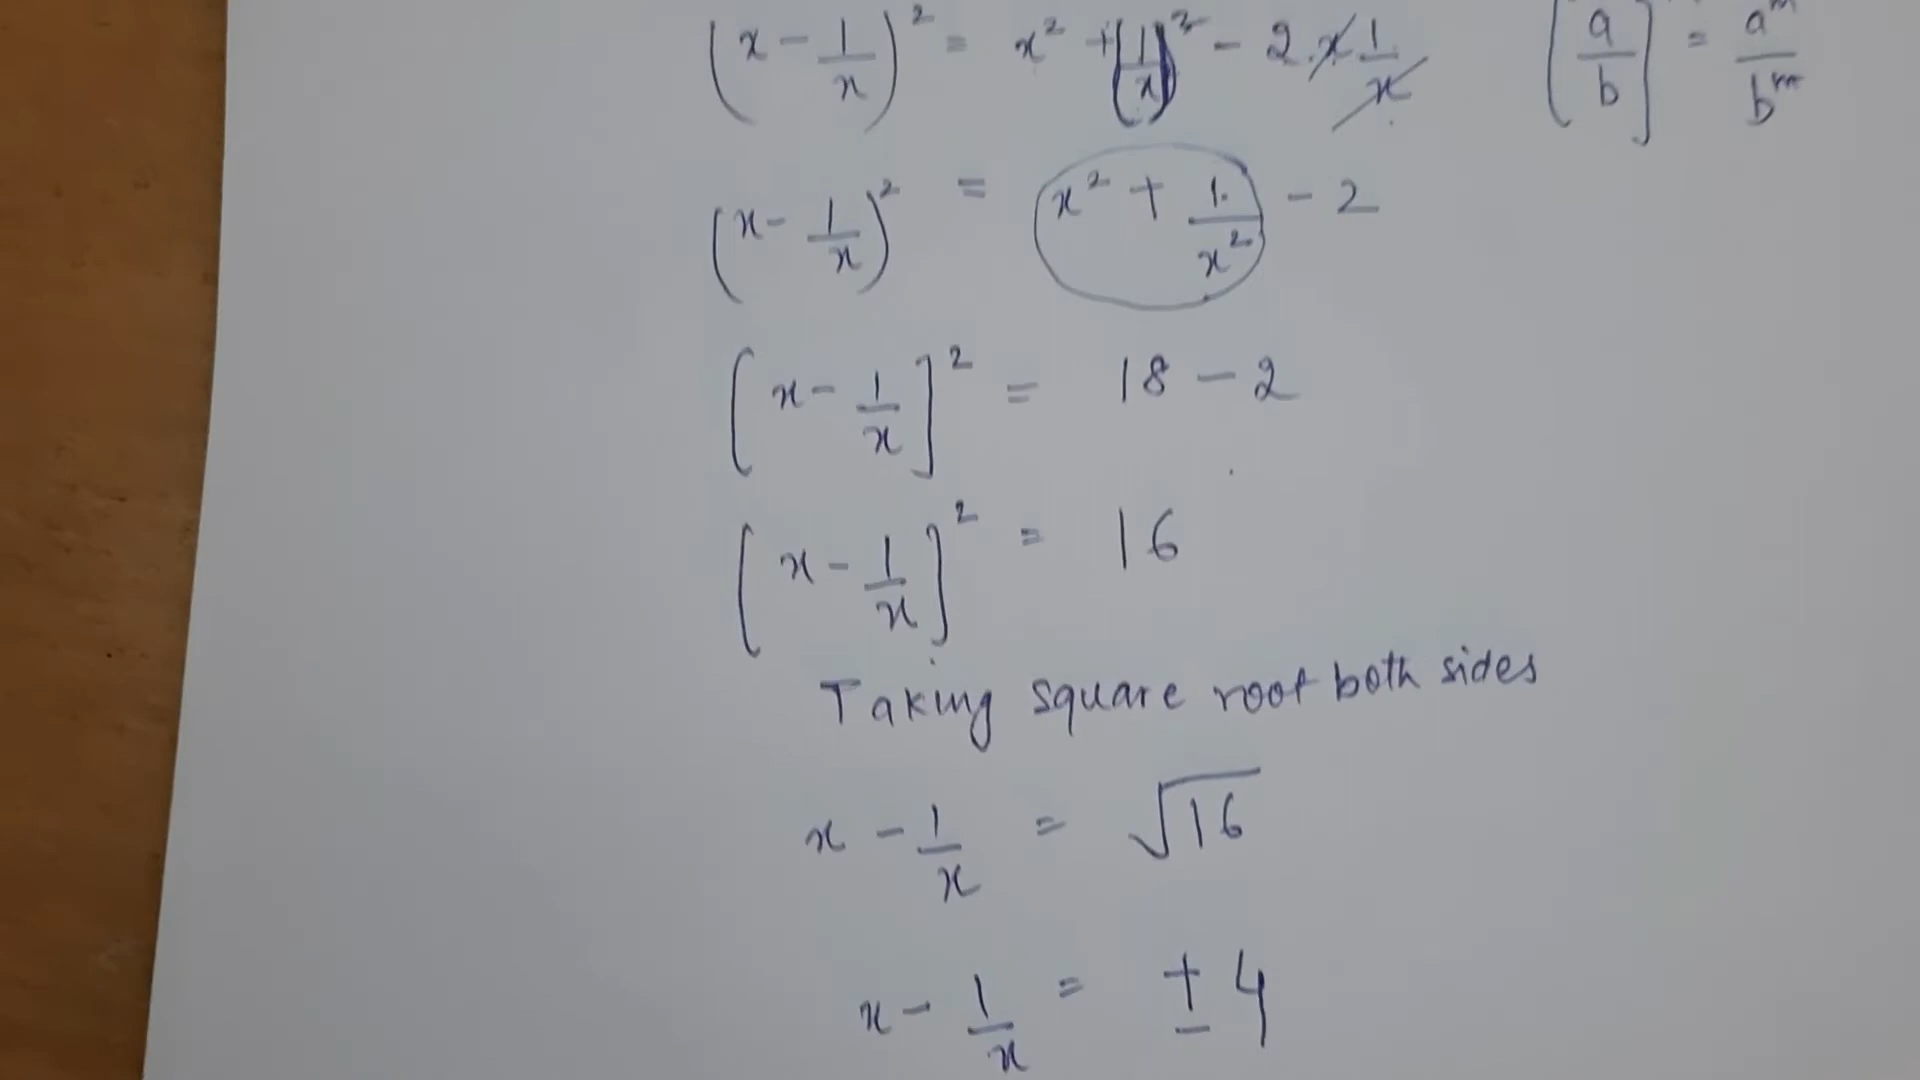 (x - 1/x)² = x² + (1/x)² - 2·x 1/x [a/b] = aᵐ/bᵐ
(x - 1/x)² = x² + 1/x² - 2
[x - 1/x]² = 18 - 2
[x - 1/x]² = 16
Taking square root both sides
x - 1/x = √16
x - 1/x = ± 4